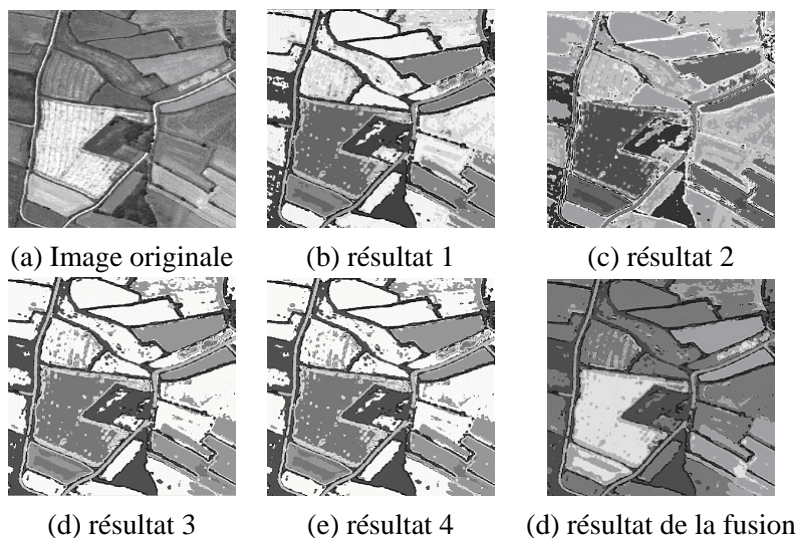 (a) Image originale
(b) résultat 1
(c) résultat 2
(d) résultat 3
(e) résultat 4
(d) résultat de la fusion